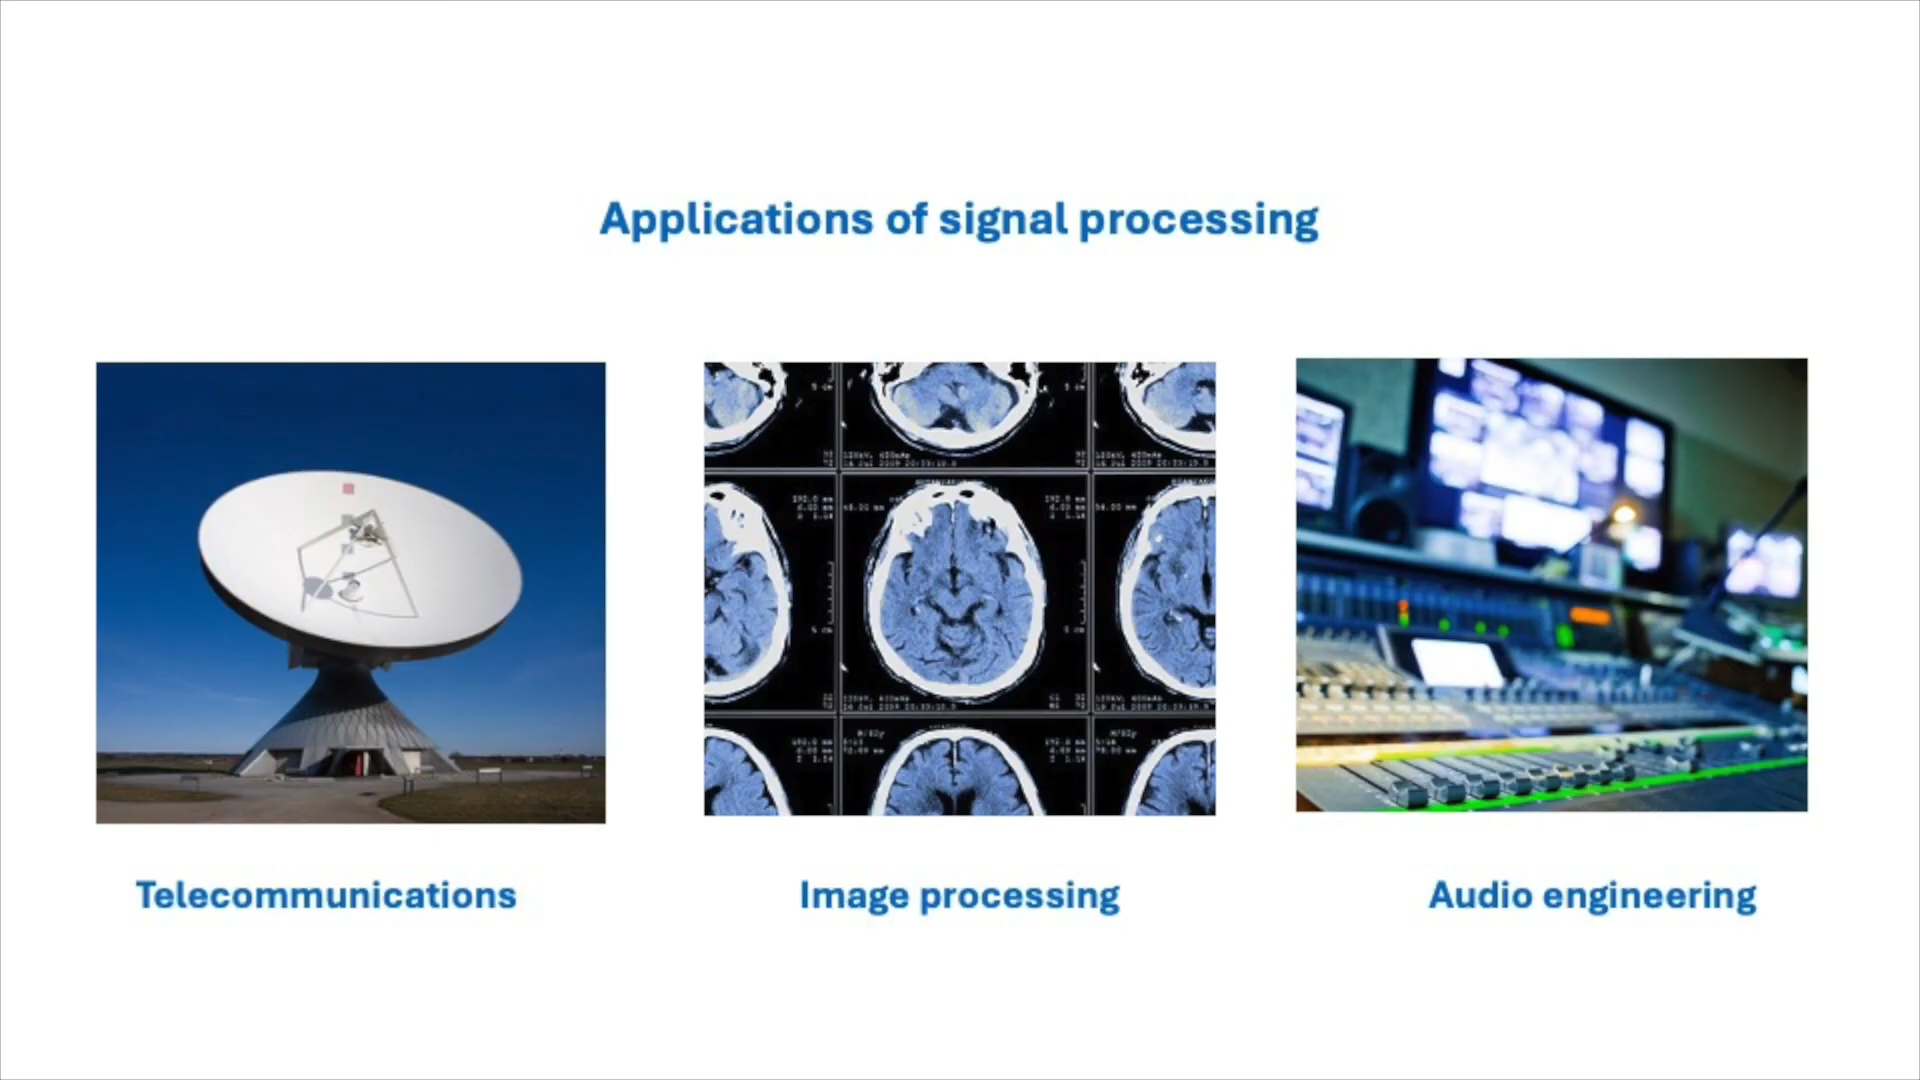 Applications of signal processing
Telecommunications
Image processing
Audio engineering